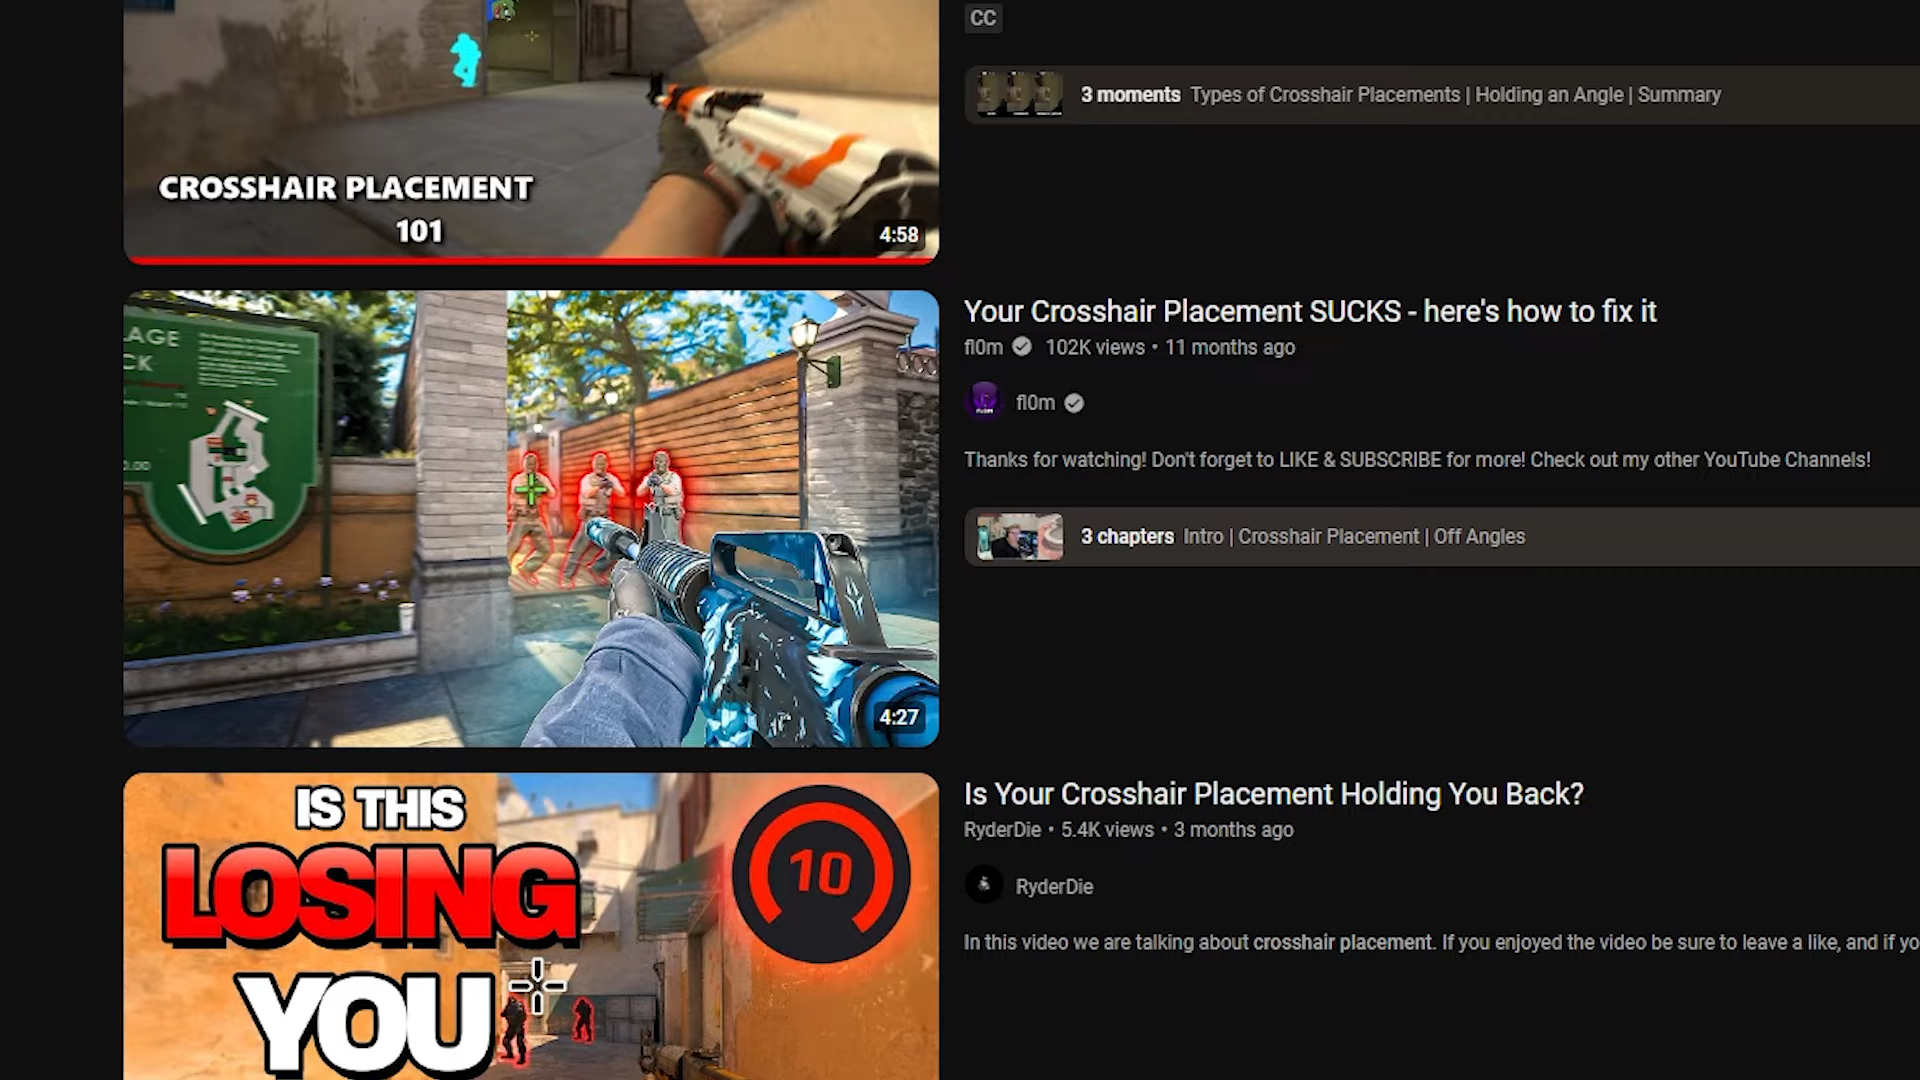 CC
3 moments Types of Crosshair Placements | Holding an Angle | Summary
CROSSHAIR PLACEMENT
101
4:58
Your Crosshair Placement SUCKS - here's how to fix it
fl0m 102K views • 11 months ago
fl0m
Thanks for watching! Don't forget to LIKE & SUBSCRIBE for more! Check out my other YouTube Channels!
3 chapters Intro | Crosshair Placement | Off Angles
LAGE
CK
4:27
Is Your Crosshair Placement Holding You Back?
RyderDie • 5.4K views • 3 months ago
RyderDie
In this video we are talking about crosshair placement. If you enjoyed the video be sure to leave a like, and if yo
IS THIS
LOSING
YOU
10